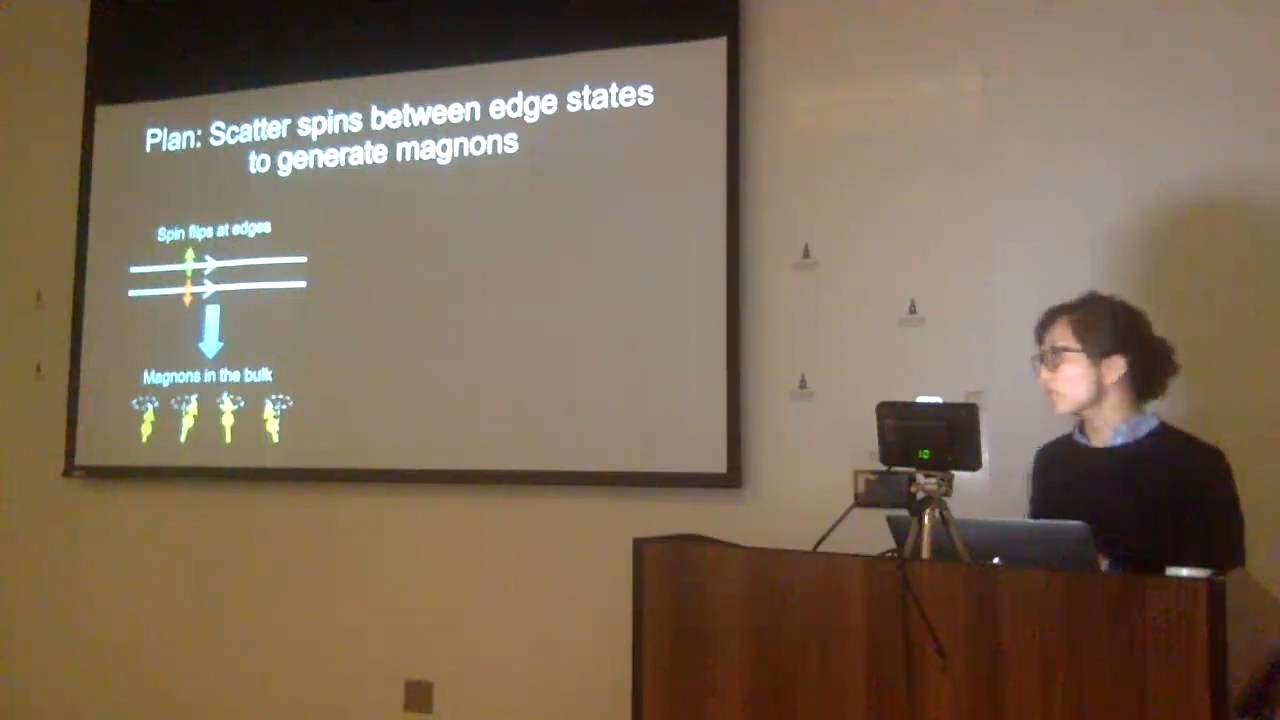 Plan: Scatter spins between edge states
to generate magnons
Spin flips at edges
Magnons in the bulk
10